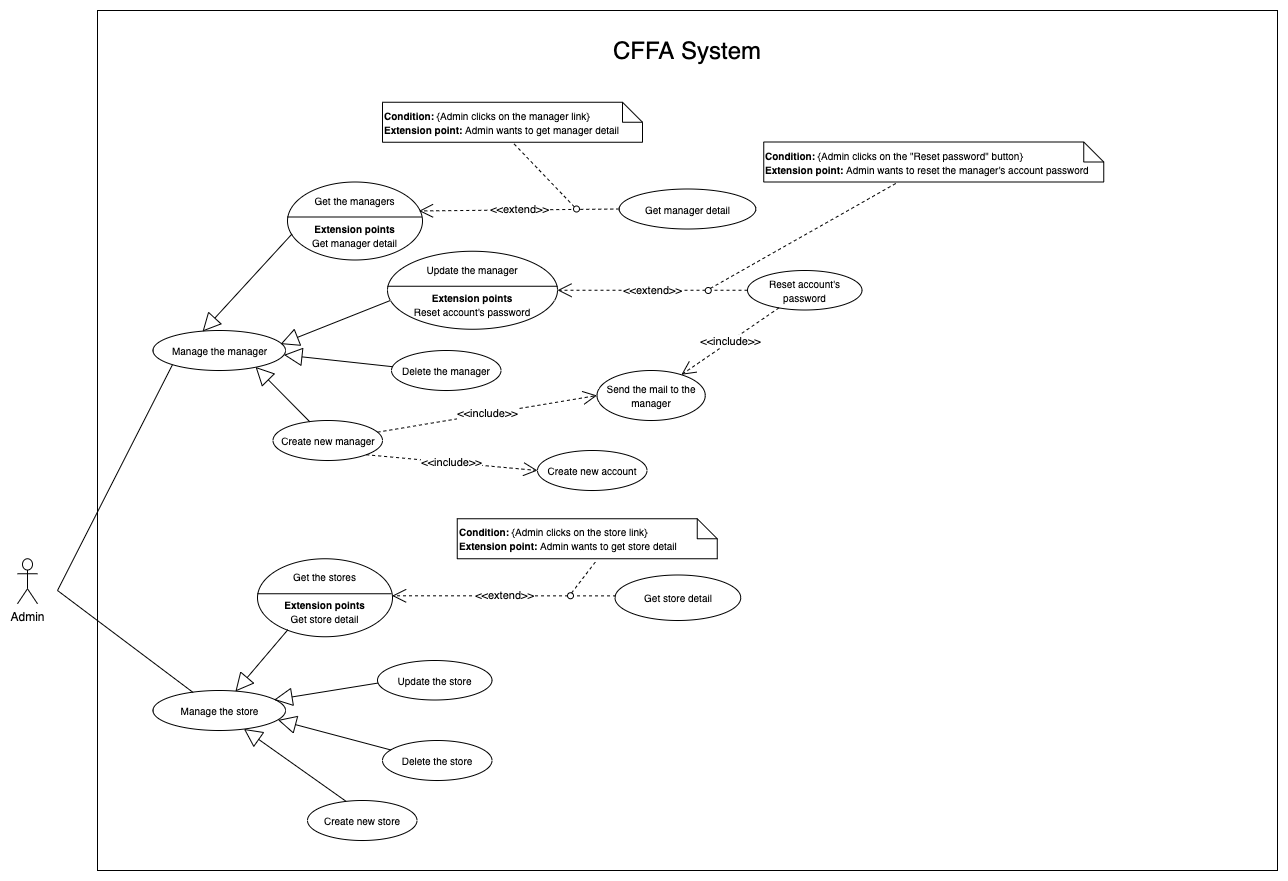 CFFA System
Condition: {Admin clicks on the manager link}
Extension point: Admin wants to get manager detail
Condition: {Admin clicks on the "Reset password" button}
Extension point: Admin wants to reset the manager's account password
Get the managers
Extension points
Get manager detail
<<extend>>
Get manager detail
Update the manager
Extension points
Reset account's password
<<extend>>
Reset account's
password
<<include>>
Manage the manager
Delete the manager
Send the mail to the
manager
<<include>>
Create new manager
<<include>>
Create new account
Condition: {Admin clicks on the store link}
Extension point: Admin wants to get store detail
Get the stores
Extension points
Get store detail
<<extend>>
Get store detail
Admin
Update the store
Manage the store
Delete the store
Create new store